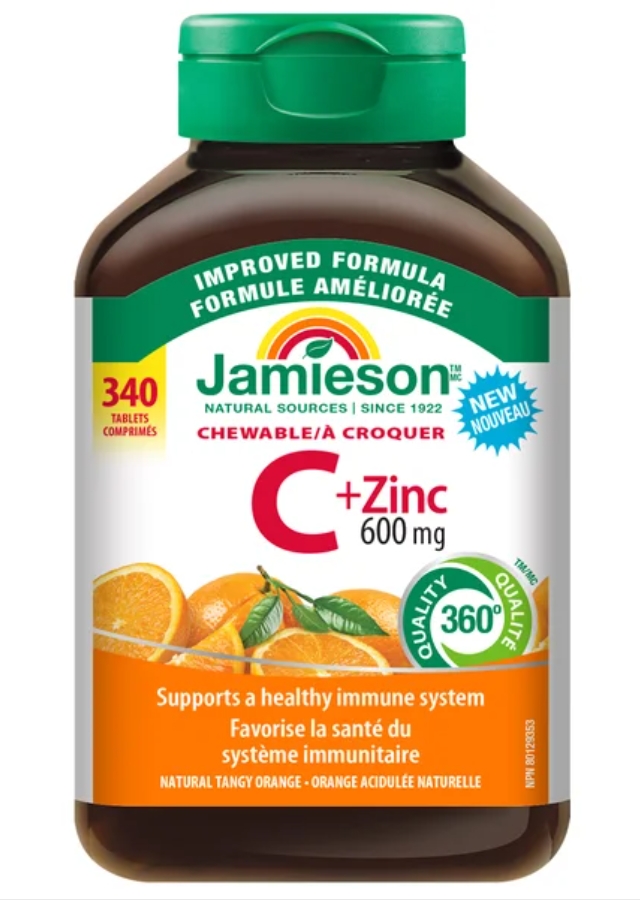 IMPROVED FORMULA
FORMULE AMÉLIORÉE
340
TABLETS
COMPRIMÉS
Jamieson™ MC
NATURAL SOURCES | SINCE 1922
NEW
NOUVEAU
CHEWABLE/À CROQUER
C +Zinc
600 mg
QUALITY 360° QUALITÉ TM/MC
Supports a healthy immune system
Favorise la santé du
système immunitaire
NATURAL TANGY ORANGE • ORANGE ACIDULÉE NATURELLE
NPN 80129353